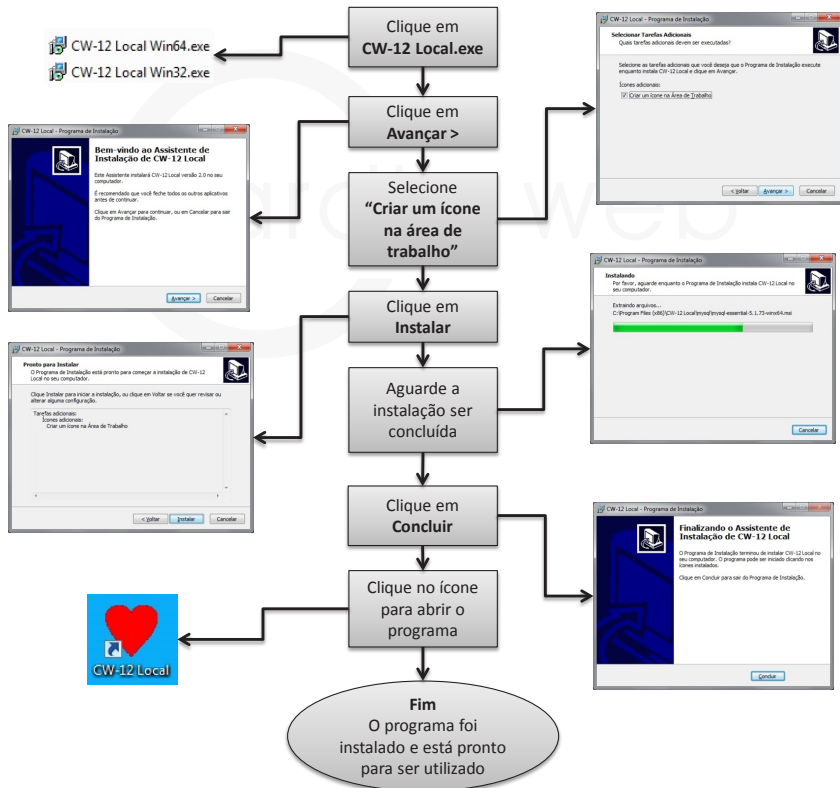 Clique em
CW-12 Local.exe
CW-12 Local Win64.exe
CW-12 Local Win32.exe
Clique em
Avançar >
CW-12 Local - Programa de Instalação
Bem-vindo ao Assistente de
Instalação de CW-12 Local
Este Assistente instalará CW-12 Local versão 2.0 no seu
computador.
É recomendado que você feche todos os outros aplicativos
antes de continuar.
Clique em Avançar para continuar, ou em Cancelar para sair
do Programa de Instalação.
Avançar >
Cancelar
Selecione
“Criar um ícone
na área de
trabalho”
CW-12 Local - Programa de Instalação
Selecionar Tarefas Adicionais
Quais tarefas adicionais devem ser executadas?
Selecione as tarefas adicionais que você deseja que o Programa de Instalação execute
enquanto instala CW-12 Local e clique em Avançar.
Ícones adicionais:
Criar um ícone na Área de Trabalho
< Voltar
Avançar >
Cancelar
Clique em
Instalar
CW-12 Local - Programa de Instalação
Pronto para Instalar
O Programa de Instalação está pronto para começar a instalação de CW-12
Local no seu computador.
Clique Instalar para iniciar a instalação, ou clique em Voltar se você quer revisar ou
alterar alguma configuração.
Tarefas adicionais:
Ícones adicionais:
Criar um ícone na Área de Trabalho
< Voltar
Instalar
Cancelar
Aguarde a
instalação ser
concluída
CW-12 Local - Programa de Instalação
Instalando
Por favor, aguarde enquanto o Programa de Instalação instala CW-12 Local no
seu computador.
Extraindo arquivos...
C:\Program Files (x86)\CW-12 Local\mysql\mysql-essential-5.1.73-winx64.msi
Cancelar
Clique em
Concluir
CW-12 Local - Programa de Instalação
Finalizando o Assistente de
Instalação de CW-12 Local
O Programa de Instalação terminou de instalar CW-12 Local no
seu computador. O programa pode ser iniciado clicando nos
ícones instalados.
Clique em Concluir para sair do Programa de Instalação.
Concluir
Clique no ícone
para abrir o
programa
CW-12 Local
Fim
O programa foi
instalado e está pronto
para ser utilizado